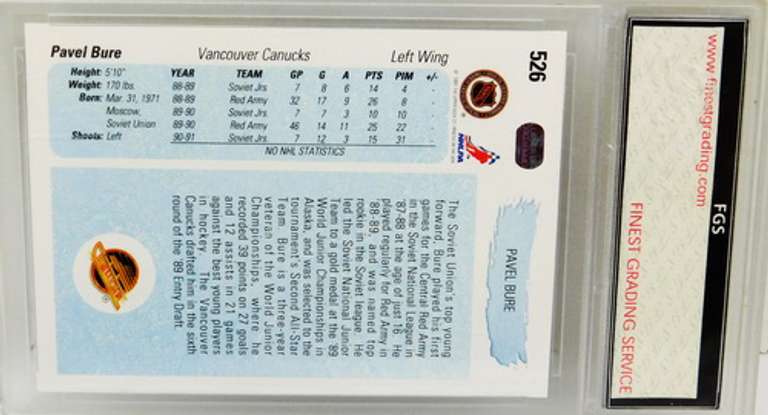 Pavel Bure Vancouver Canucks Left Wing
Height: 5'10"
Weight: 170 lbs.
Born: Mar. 31, 1971
Moscow,
Soviet Union
Shoots: Left
YEAR TEAM GP G A PTS PIM +/-
88-89 Soviet Jrs. 7 8 6 14 4 -
88-89 Red Army 32 17 9 26 8 -
89-90 Soviet Jrs. 7 7 3 10 10 -
89-90 Red Army 46 14 11 25 22 -
90-91 Soviet Jrs. 7 12 3 15 31 -
NO NHL STATISTICS
526
NHLPA
PAVEL BURE
The Soviet Union's top young
forward, Bure played his first
games for the Central Red Army
in the Soviet National League in
'87-88 at the age of just 16. He
played regularly for Red Army in
'88-89, and was named top
rookie in the Soviet league. He
led the Soviet National Junior
Team to a gold medal at the '89
World Junior Championships in
Alaska, and was selected to the
tournament's Second All-Star
Team. Bure is a three-year
veteran of the World Junior
Championships, where he
recorded 39 points on 27 goals
and 12 assists in 21 games
against the best young players
in hockey. The Vancouver
Canucks drafted him in the sixth
round of the '89 Entry Draft.
www.finestgrading.com
FGS
FINEST GRADING SERVICE